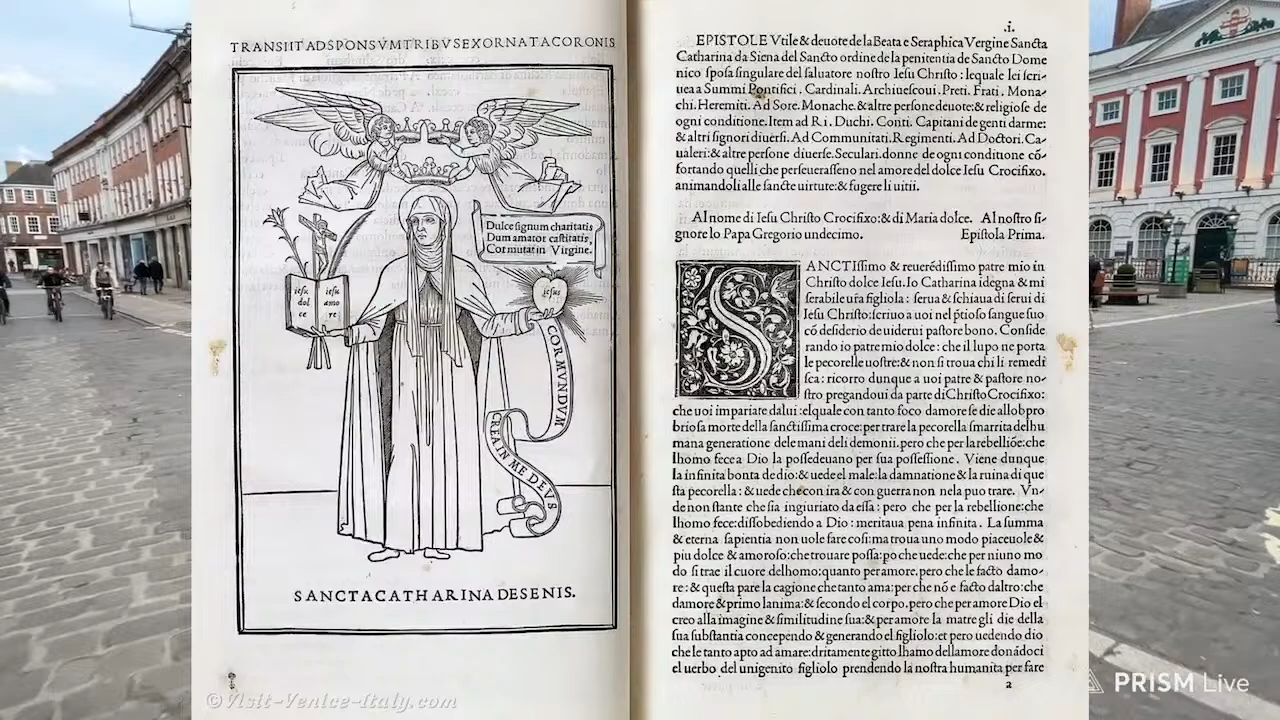 TRANSIIT AD SPONSVM TRIBVS EXORNATA CORONIS
Dulce signum charitatis
Dum amator castitatis,
Cor mutat in Virgine.
iesu dol ce
iesu amo re
iesus
COR MVNDVM
CREA IN ME DEVS
SANCTA CATHARINA DE SENIS.
©Visit-Venice-Italy.com
.i.
EPISTOLE Vtile & deuote de la Beata e Seraphica Vergine Sancta
Catharina da Siena del Sancto ordine de la penitentia de Sancto Dome
nico sposa singulare del saluatore nostro Iesu Christo : lequale lei scri-
ue a a Summi Pontifici . Cardinali. Archiuescoui . Preti. Frati . Mona-
chi. Heremiti. Ad Sore. Monache. & altre persone deuote: & religiose de
ogni conditione. Item ad R.i. Duchi. Conti. Capitani de genti darme:
& altri signori diuersi. Ad Communitati. Regimenti. Ad Doctori. Ca-
ualeri: & altre persone diuerse. Seculari. donne de ogni conditione cō-
fortando quelli che perseuerasseno nel amore del dolce Iesu Crocifixo.
animandoli alle sancte uirtute: & fugere li uitii.
Al nome di Iesu Christo Crocifixo: & di Maria dolce. Al nostro si-
gnore lo Papa Gregorio undecimo. Epistola Prima.
SANCTIssimo & reuerēdissimo patre mio in
Christo dolce Iesu. Io Catharina idegna & mi
serabile uřa figliola : serua & schiaua di serui di
Iesu Christo: scriuo a uoi nel ptioso sangue suo
cō desiderio de uiderui pastore bono. Conside
rando io patre mio dolce : che il lupo ne porta
le pecorelle uostre: & non si troua chi li remedi
sca : ricorro dunque a uoi patre & pastore no-
stro pregandoui da parte di Christo Crocifixo:
che uoi impariate da lui : el quale con tanto foco damore se die allobpro
briosa morte della sanctissima croce: per trare la pecorella smarrita del hu
mana generatione de le mani deli demonii. pero che per la rebelliōe: che
lhomo fece a Dio la possedeuano per sua possessione . Viene dunque
la infinita bonta de dio: & uede el male: la damnatione & la ruina di que
sta pecorella : & uede che con ira & con guerra non nela puo trare. Vn-
de non stante che sia ingiuriato da essa : pero che per la rebellione: che
lhomo fece: dissobediendo a Dio : meritaua pena infinita . La summa
& eterna sapientia non uole fare cosi: ma troua uno modo piaceuole &
piu dolce & amoroso: che trouare possa: po che uede: che per niuno mo
do si trae il cuore del homo: quanto per amore. pero che le facto damo-
re : & questa pare la cagione che tanto ama: per che nō e facto daltro: che
damore & primo lanima: & secondo el corpo. pero che per amore Dio el
creo alla imagine & similitudine sua: & per amore la matre gli die della
sua substantia concependo & generando el figliolo: et pero uedendo dio
che le tanto apto ad amare: dritamente gitto lhamo dellamore donādoci
el uerbo del unigenito figliolo prendendo la nostra humanita per fare
a
PRISM Live